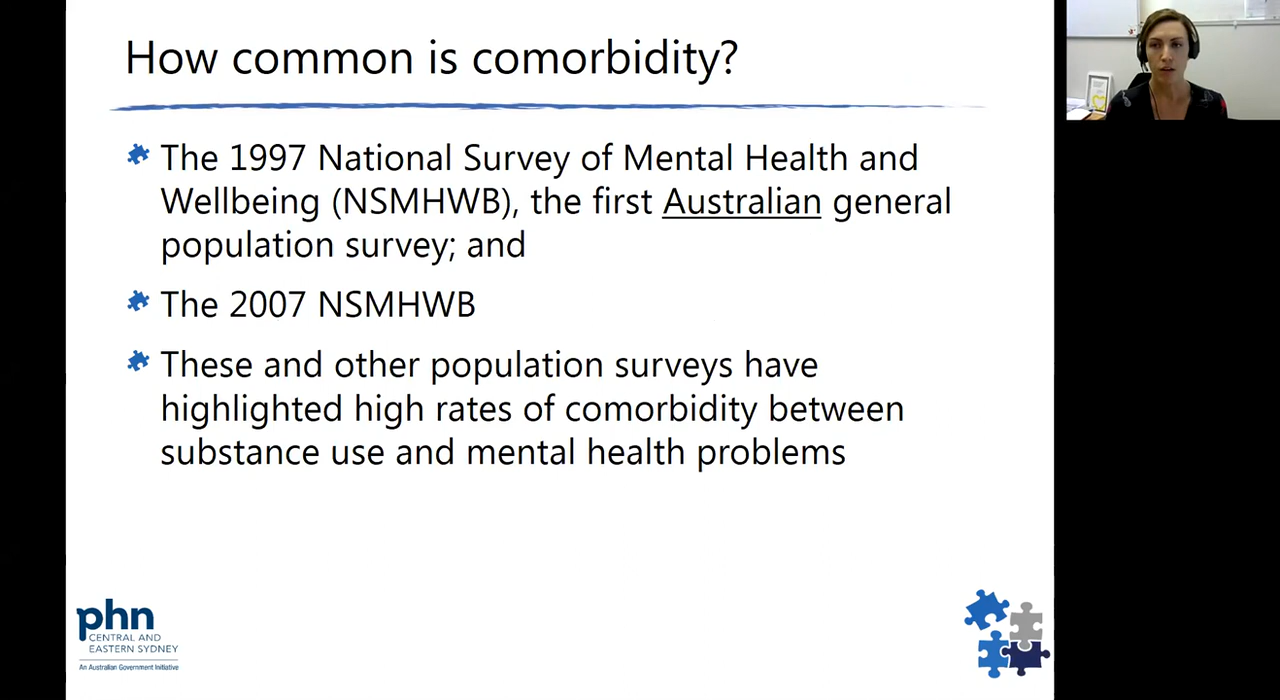 How common is comorbidity?
The 1997 National Survey of Mental Health and
Wellbeing (NSMHWB), the first Australian general
population survey; and
The 2007 NSMHWB
These and other population surveys have
highlighted high rates of comorbidity between
substance use and mental health problems
phn
CENTRAL AND
EASTERN SYDNEY
An Australian Government Initiative